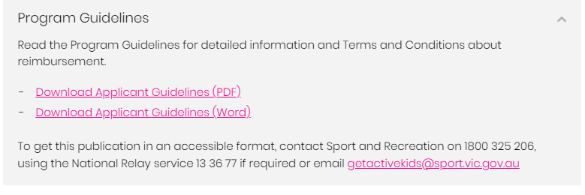 Program Guidelines
Read the Program Guidelines for detailed information and Terms and Conditions about
reimbursement.
- Download Applicant Guidelines (PDF)
- Download Applicant Guidelines (Word)
To get this publication in an accessible format, contact Sport and Recreation on 1800 325 206,
using the National Relay service 13 36 77 if required or email getactivekids@sport.vic.gov.au